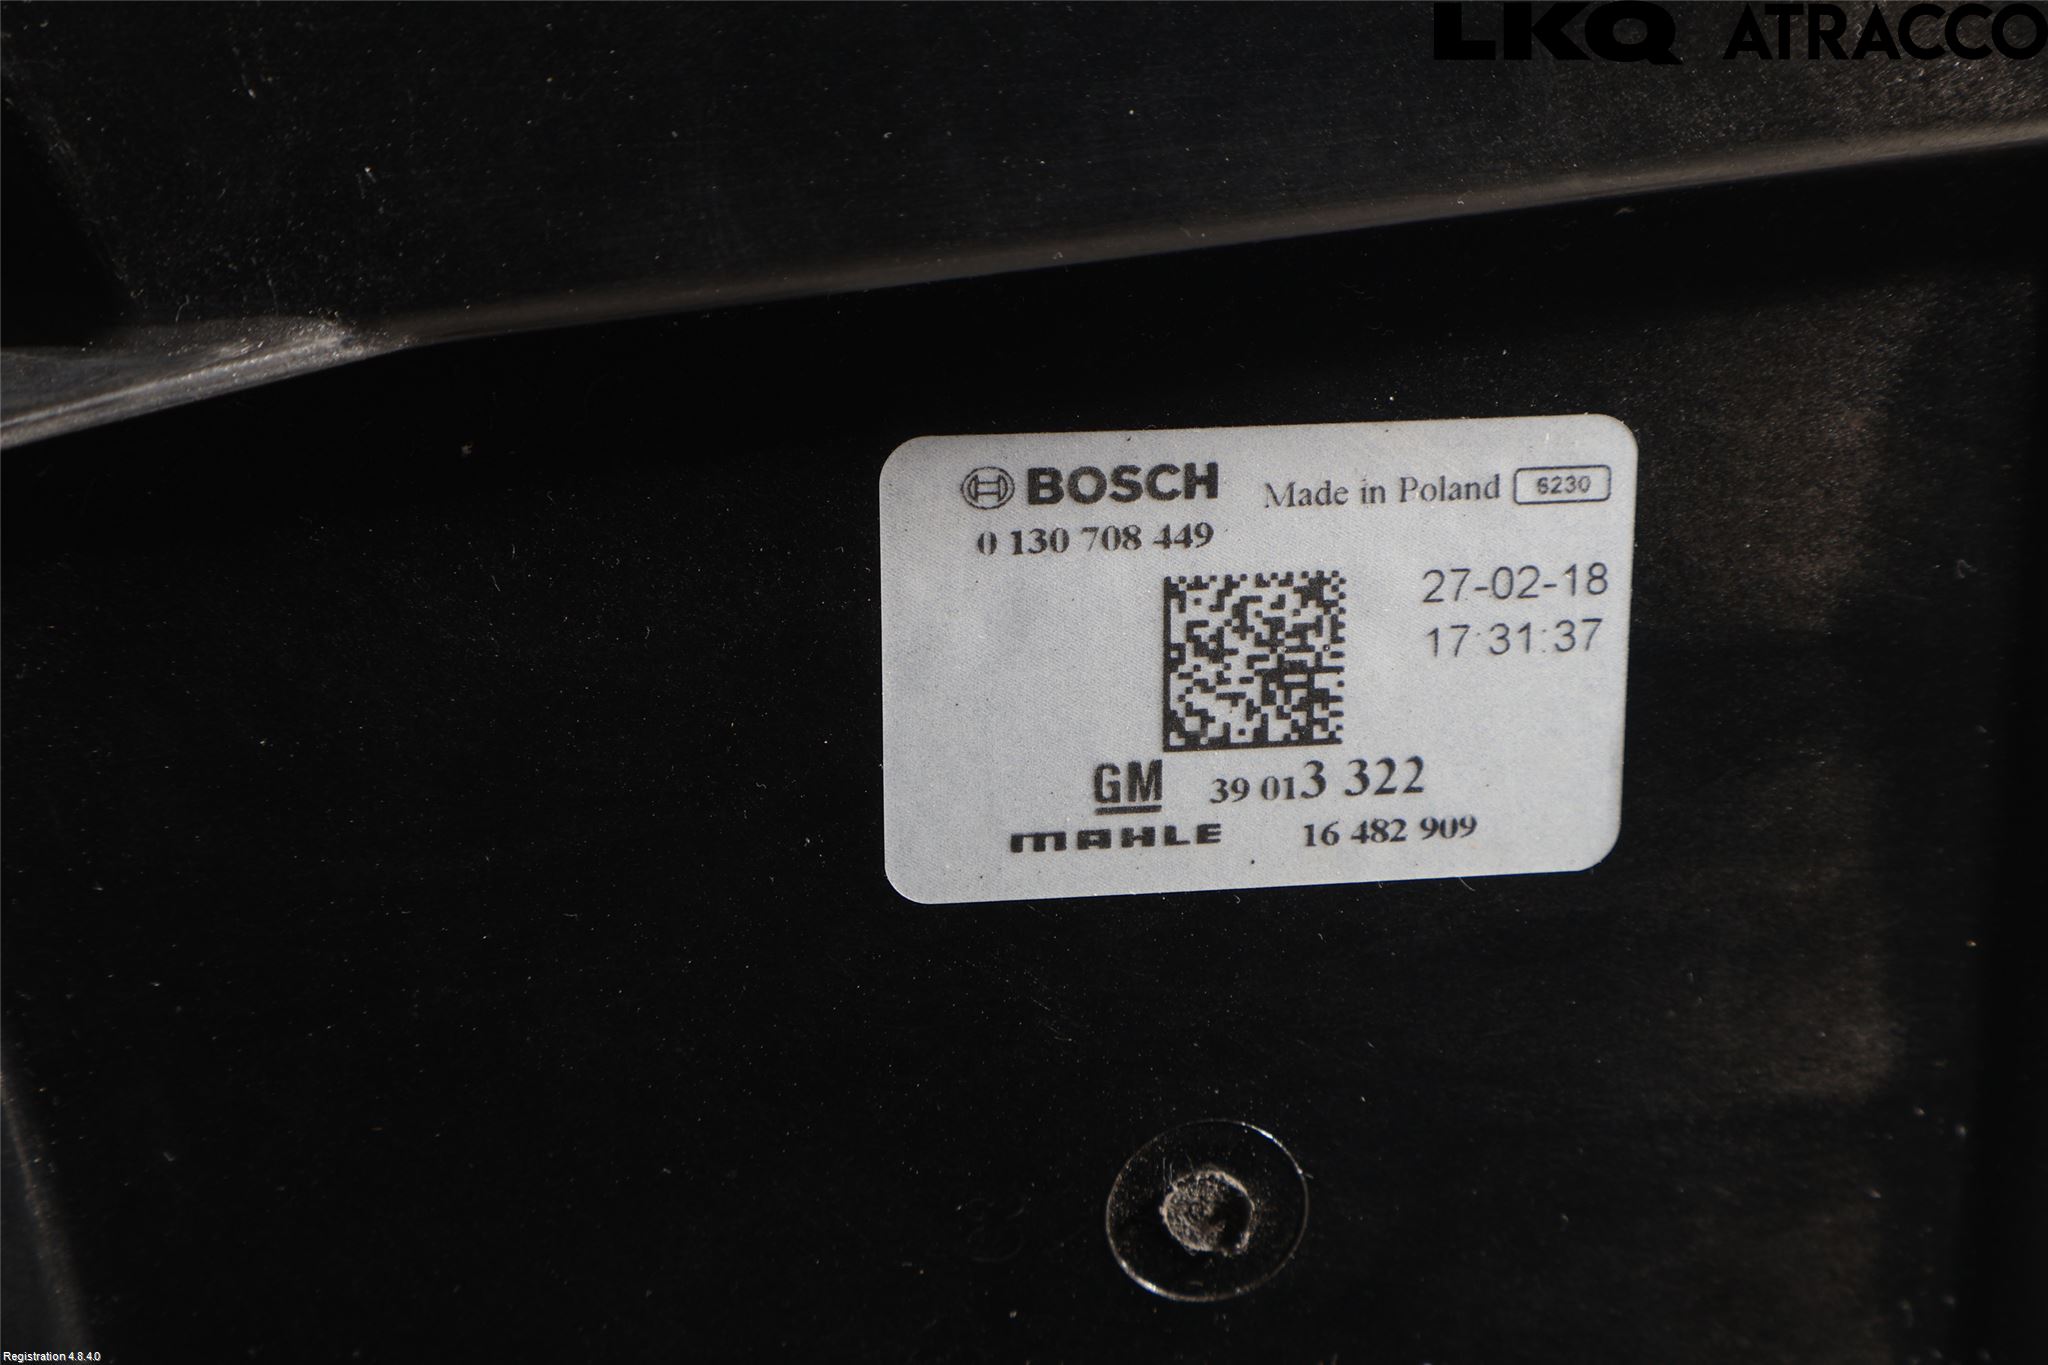 LKQ ATRACCO
BOSCH Made in Poland 6230
0 130 708 449
27-02-18
17:31:37
GM 39 013 322
MAHLE 16 482 909
Registration 4.8.4.0